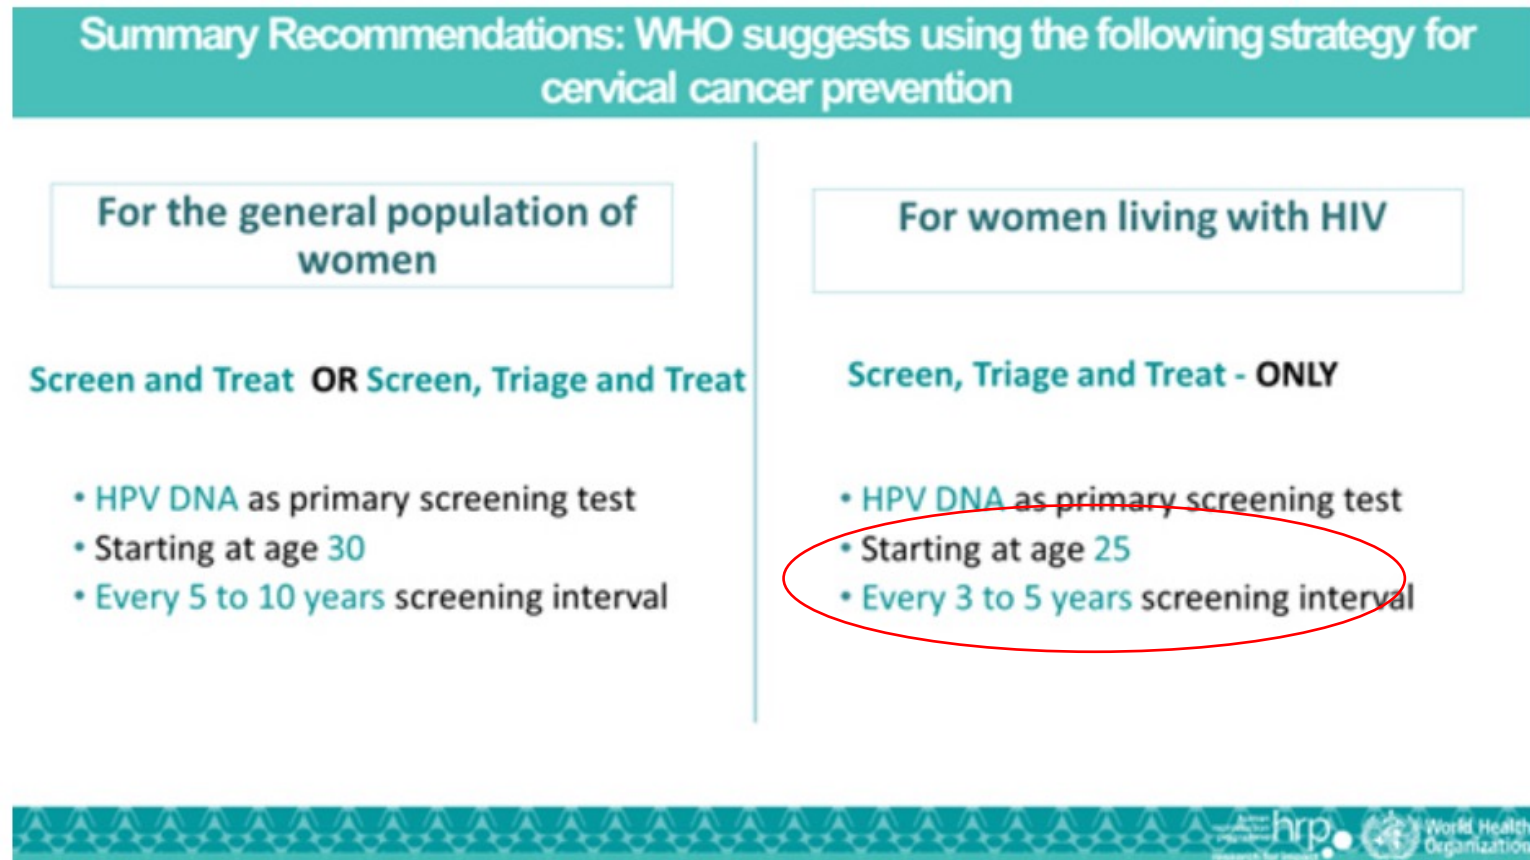 Summary Recommendations: WHO suggests using the following strategy for
cervical cancer prevention
For the general population of
women
Screen and Treat OR Screen, Triage and Treat
• HPV DNA as primary screening test
• Starting at age 30
• Every 5 to 10 years screening interval
For women living with HIV
Screen, Triage and Treat - ONLY
• HPV DNA as primary screening test
• Starting at age 25
• Every 3 to 5 years screening interval
hrp.
World Health
Organization